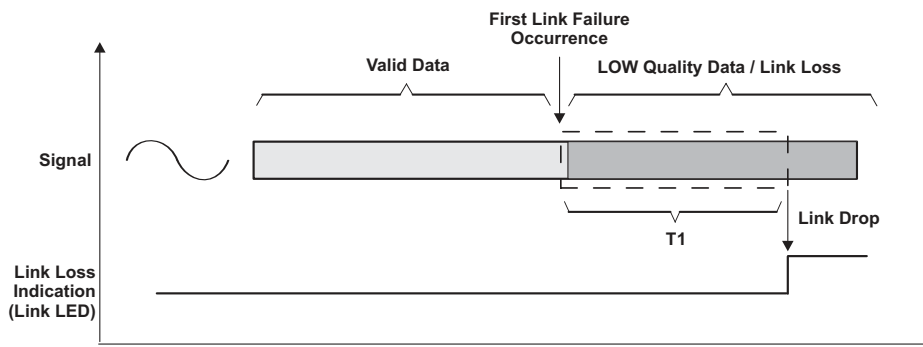 First Link Failure
Occurrence
Valid Data
LOW Quality Data / Link Loss
Signal
T1
Link Drop
Link Loss
Indication
(Link LED)